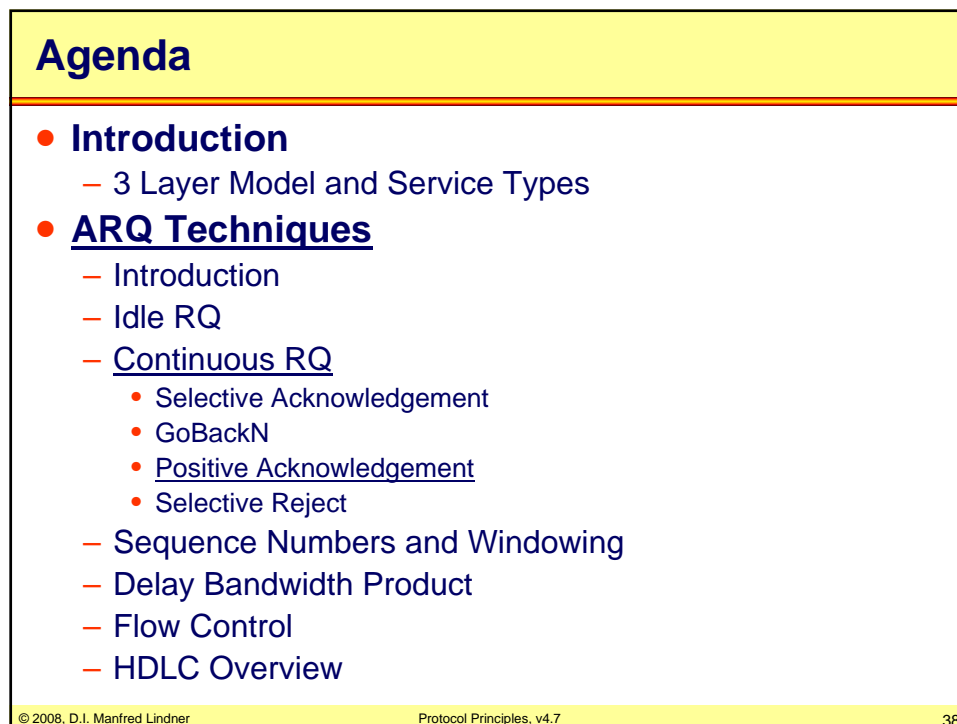 Agenda
• Introduction
– 3 Layer Model and Service Types
• ARQ Techniques
– Introduction
– Idle RQ
– Continuous RQ
• Selective Acknowledgement
• GoBackN
• Positive Acknowledgement
• Selective Reject
– Sequence Numbers and Windowing
– Delay Bandwidth Product
– Flow Control
– HDLC Overview
© 2008, D.I. Manfred Lindner Protocol Principles, v4.7 38